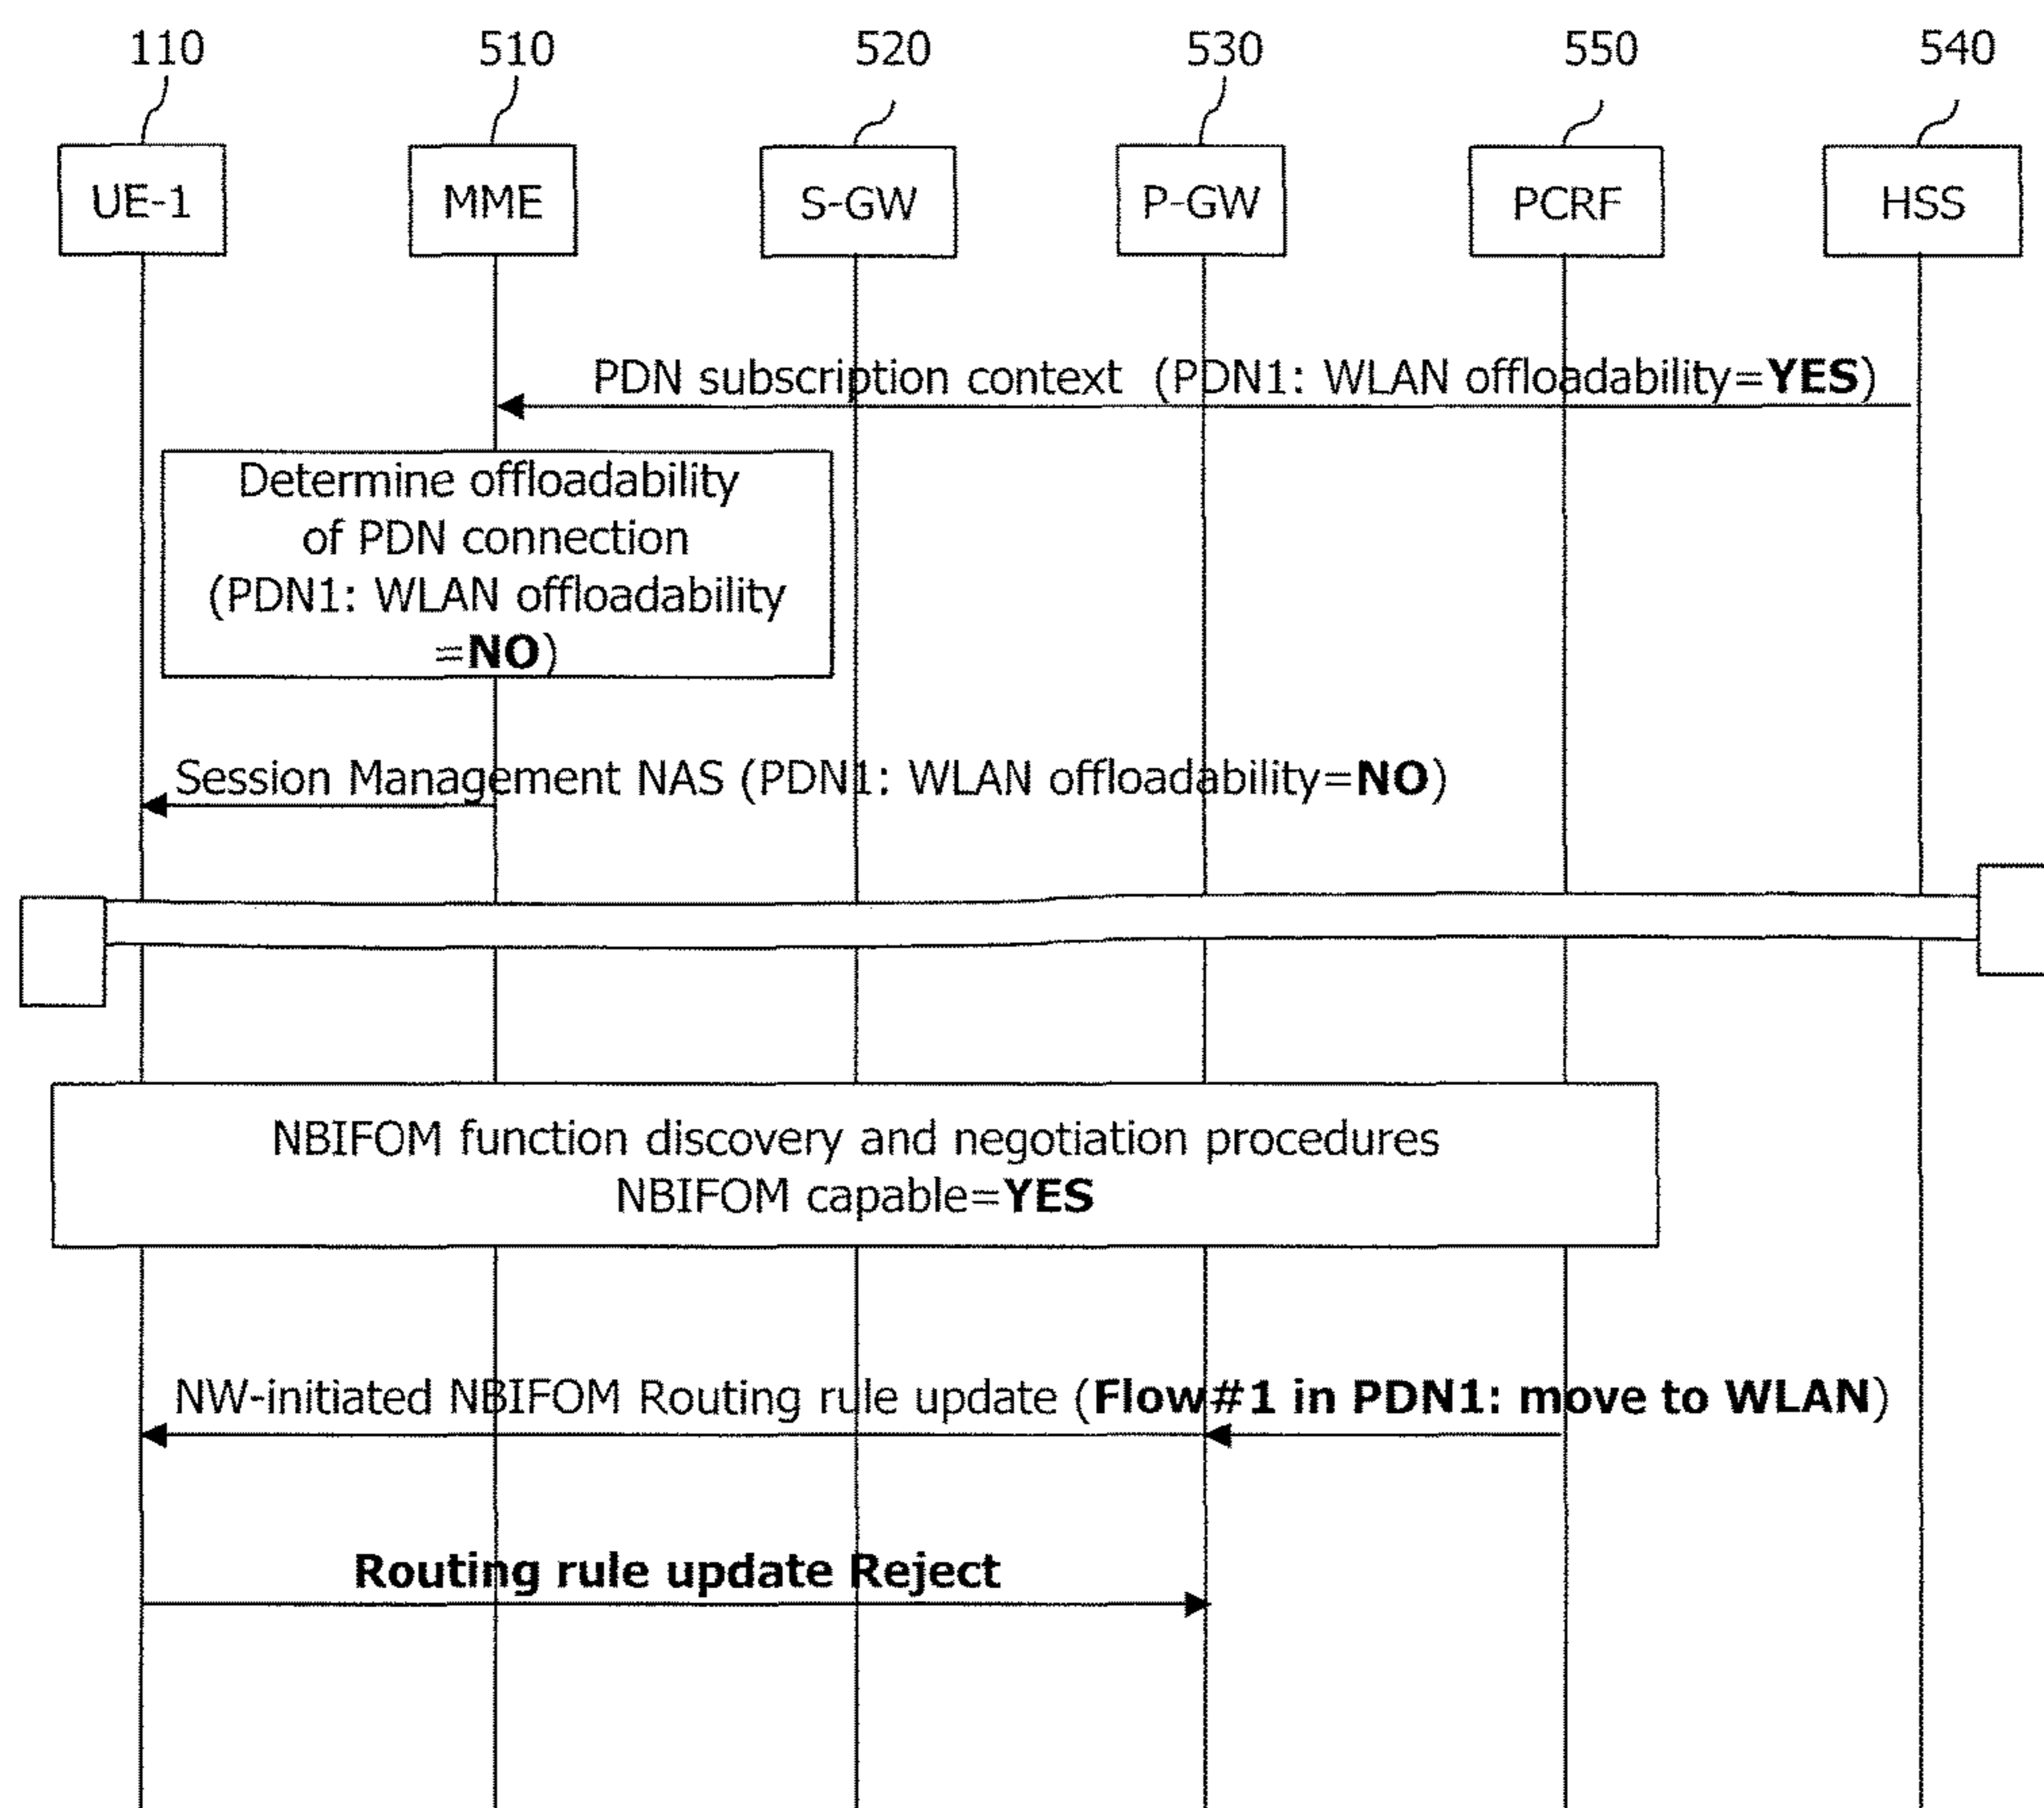 110 510 520 530 550 540
UE-1 MME S-GW P-GW PCRF HSS
PDN subscription context (PDN1: WLAN offloadability=YES)
Determine offloadability
of PDN connection
(PDN1: WLAN offloadability
=NO)
Session Management NAS (PDN1: WLAN offloadability=NO)
NBIFOM function discovery and negotiation procedures
NBIFOM capable=YES
NW-initiated NBIFOM Routing rule update (Flow#1 in PDN1: move to WLAN)
Routing rule update Reject